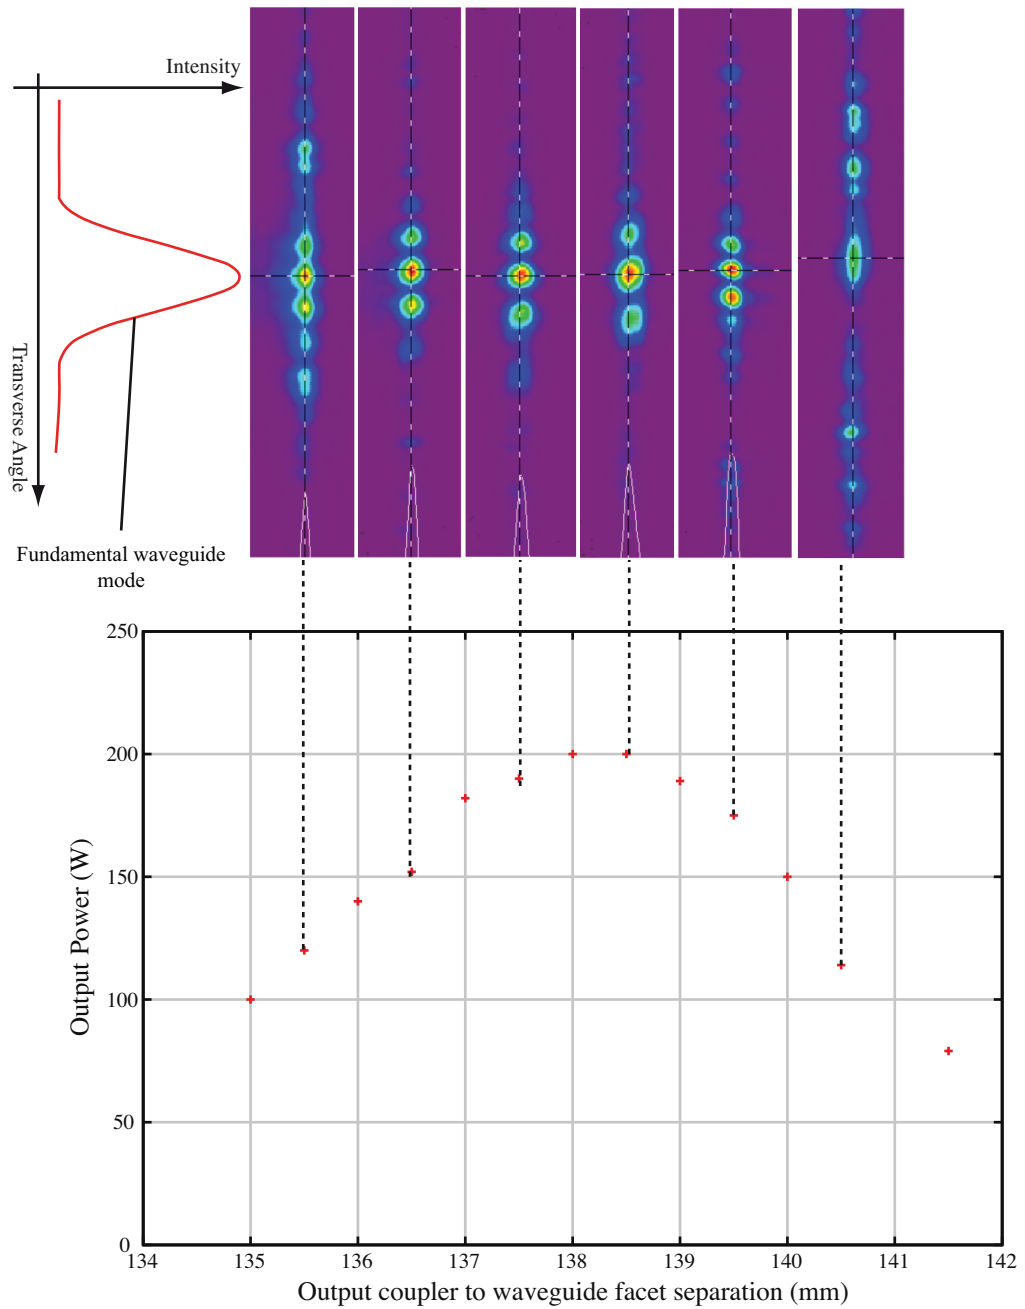 Intensity
Transverse Angle
Fundamental waveguide
mode
250
200
150
100
50
0
Output Power (W)
134
135
136
137
138
139
140
141
142
Output coupler to waveguide facet separation (mm)